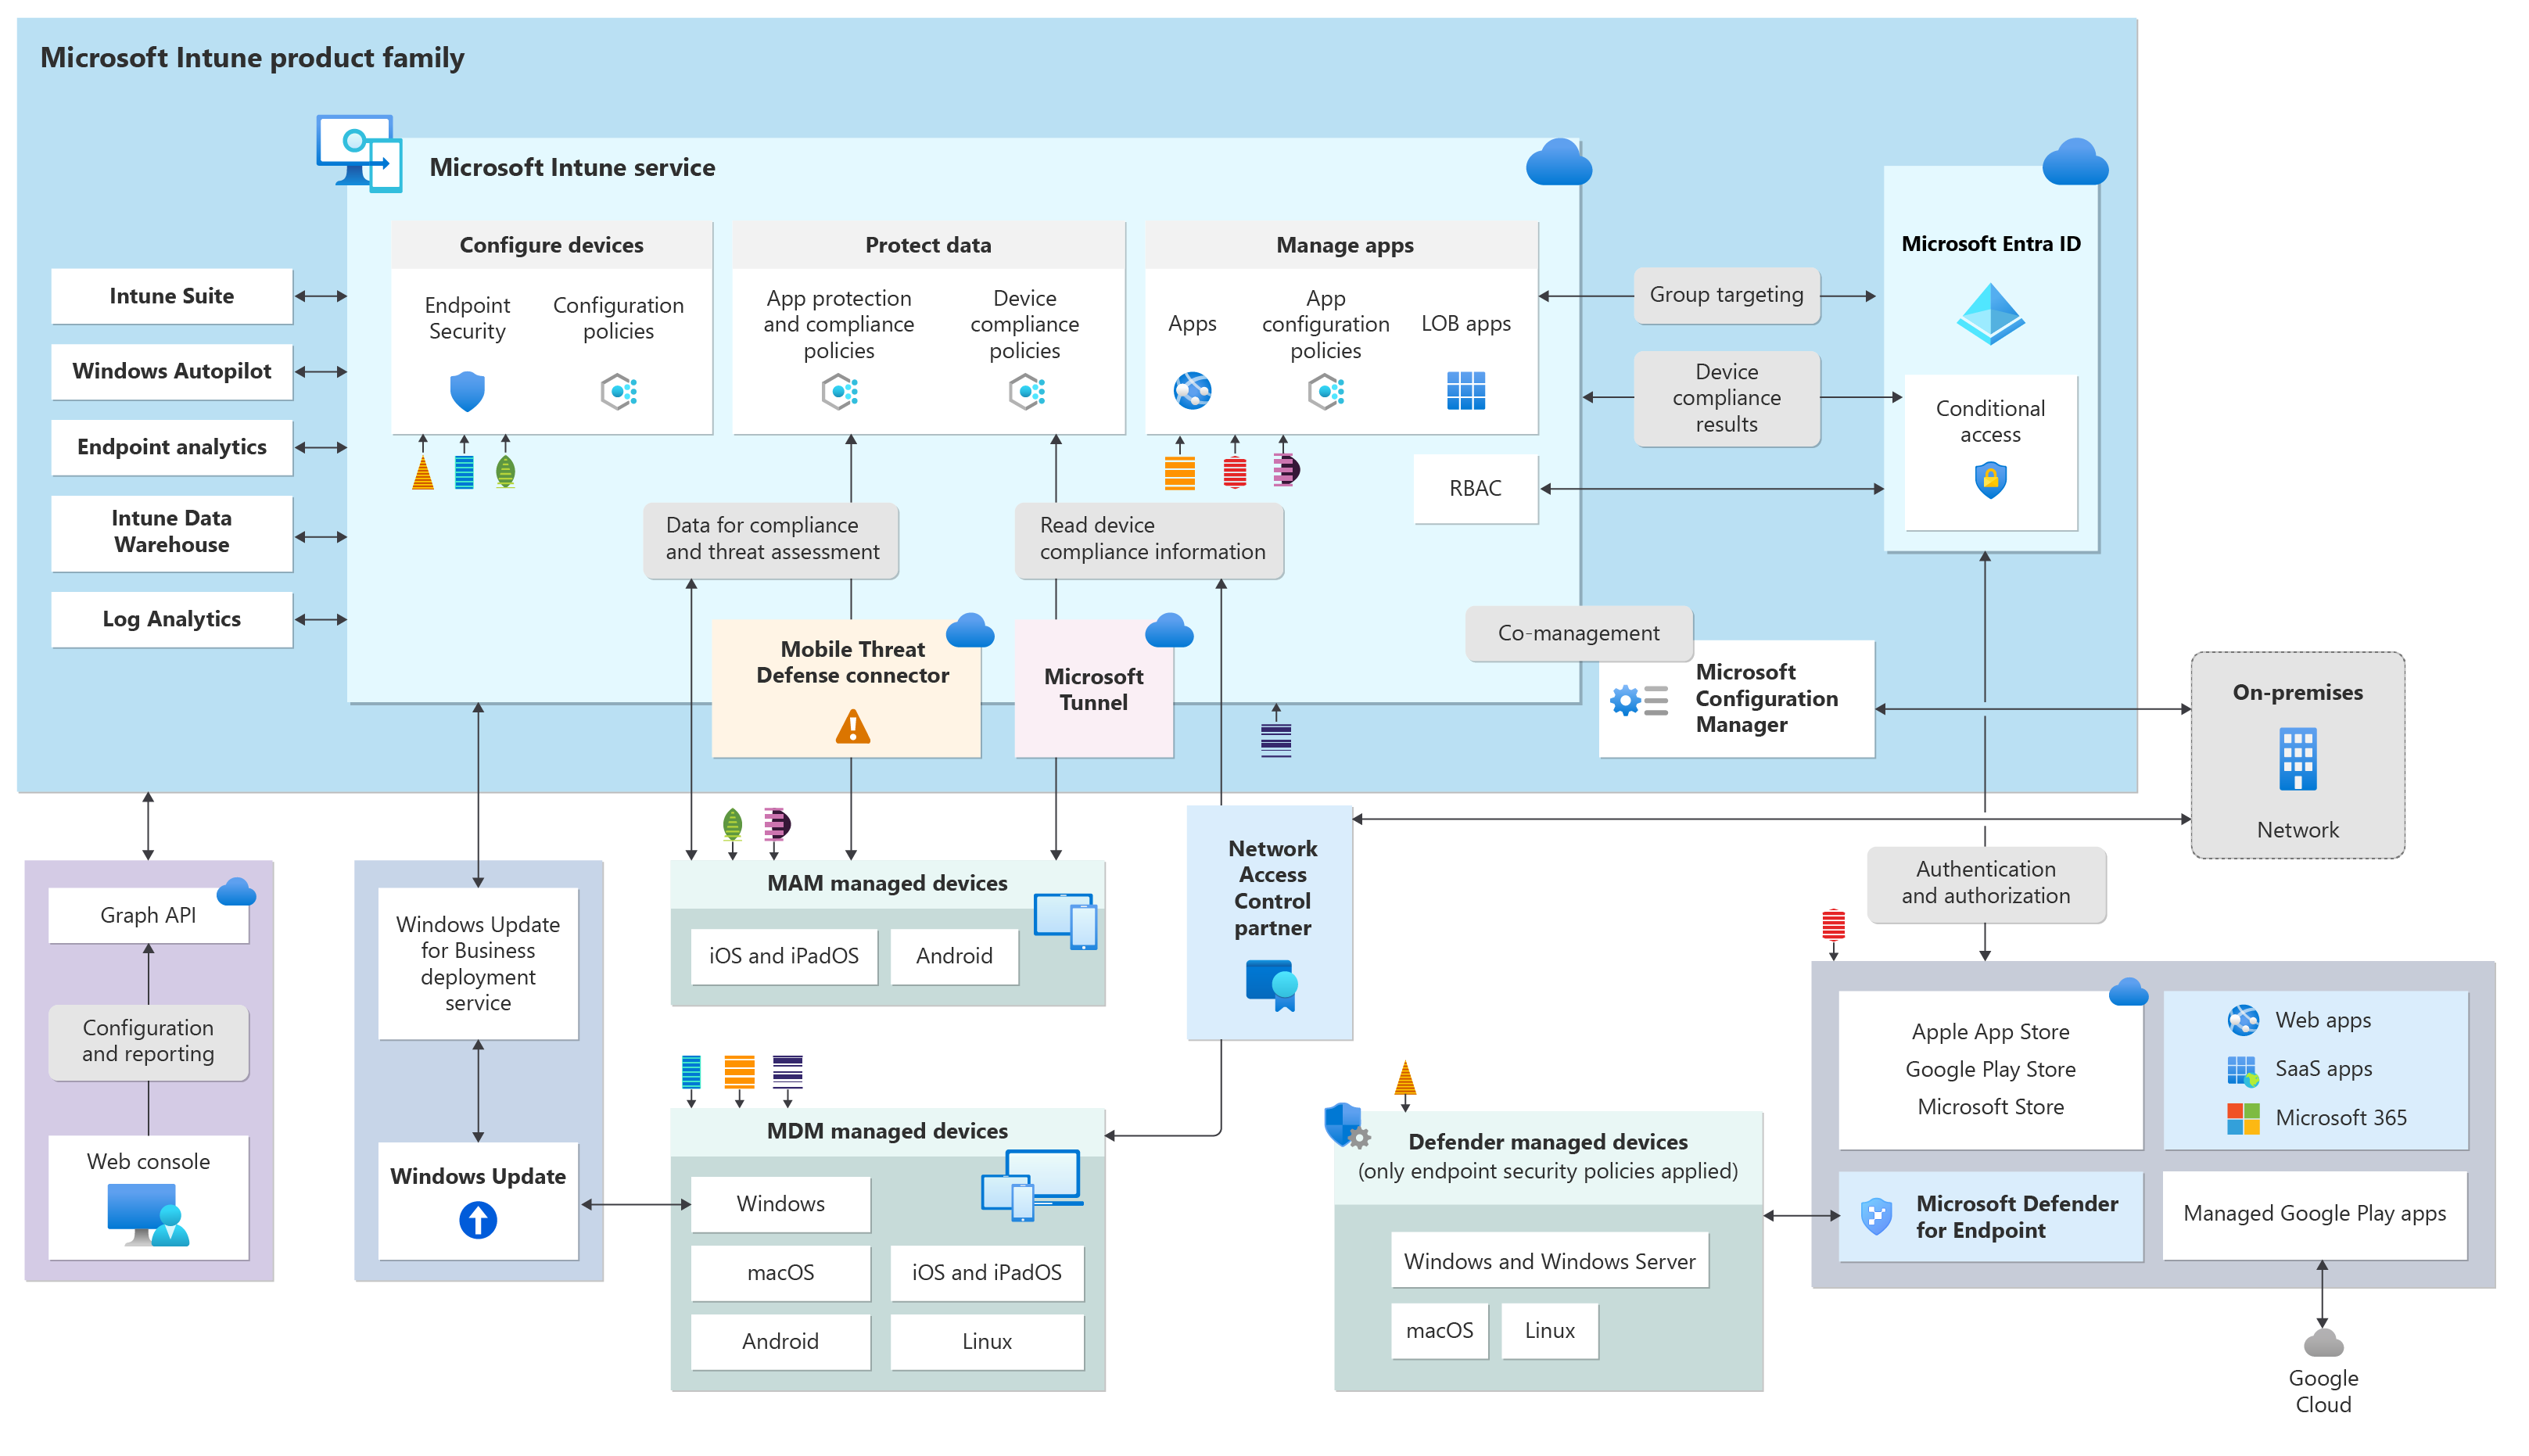 Microsoft Intune product family
Microsoft Intune service
Configure devices
Endpoint
Security
Configuration
policies
Protect data
App protection
and compliance
policies
Device
compliance
policies
Manage apps
Apps
App
configuration
policies
LOB apps
Intune Suite
Windows Autopilot
Endpoint analytics
Intune Data
Warehouse
Log Analytics
Group targeting
Device
compliance
results
RBAC
Microsoft Entra ID
Conditional
access
Data for compliance
and threat assessment
Read device
compliance information
Mobile Threat
Defense connector
Microsoft
Tunnel
Co-management
Microsoft
Configuration
Manager
On-premises
Network
Graph API
Configuration
and reporting
Web console
Windows Update
for Business
deployment
service
Windows Update
MAM managed devices
iOS and iPadOS
Android
Network
Access
Control
partner
MDM managed devices
Windows
macOS
iOS and iPadOS
Android
Linux
Defender managed devices
(only endpoint security policies applied)
Windows and Windows Server
macOS
Linux
Authentication
and authorization
Apple App Store
Google Play Store
Microsoft Store
Web apps
SaaS apps
Microsoft 365
Microsoft Defender
for Endpoint
Managed Google Play apps
Google
Cloud